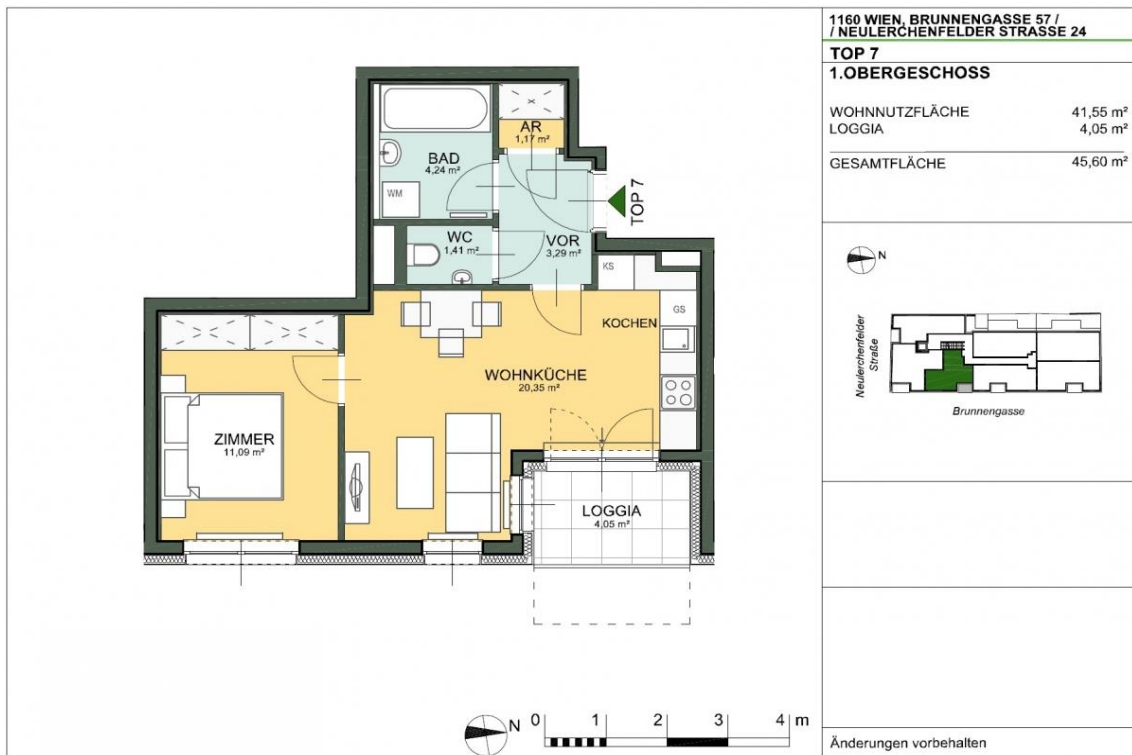 1160 WIEN, BRUNNENGASSE 57 /
/ NEULERCHENFELDER STRASSE 24
TOP 7
1.OBERGESCHOSS
WOHNNUTZFLÄCHE 41,55 m²
LOGGIA 4,05 m²
GESAMTFLÄCHE 45,60 m²
N
Neulerchenfelder
Straße
Brunnengasse
Änderungen vorbehalten
AR
1,17 m²
BAD
4,24 m²
WM
TOP 7
WC
1,41 m²
VOR
3,29 m²
KS
GS
KOCHEN
WOHNKÜCHE
20,35 m²
ZIMMER
11,09 m²
LOGGIA
4,05 m²
N
0 1 2 3 4 m